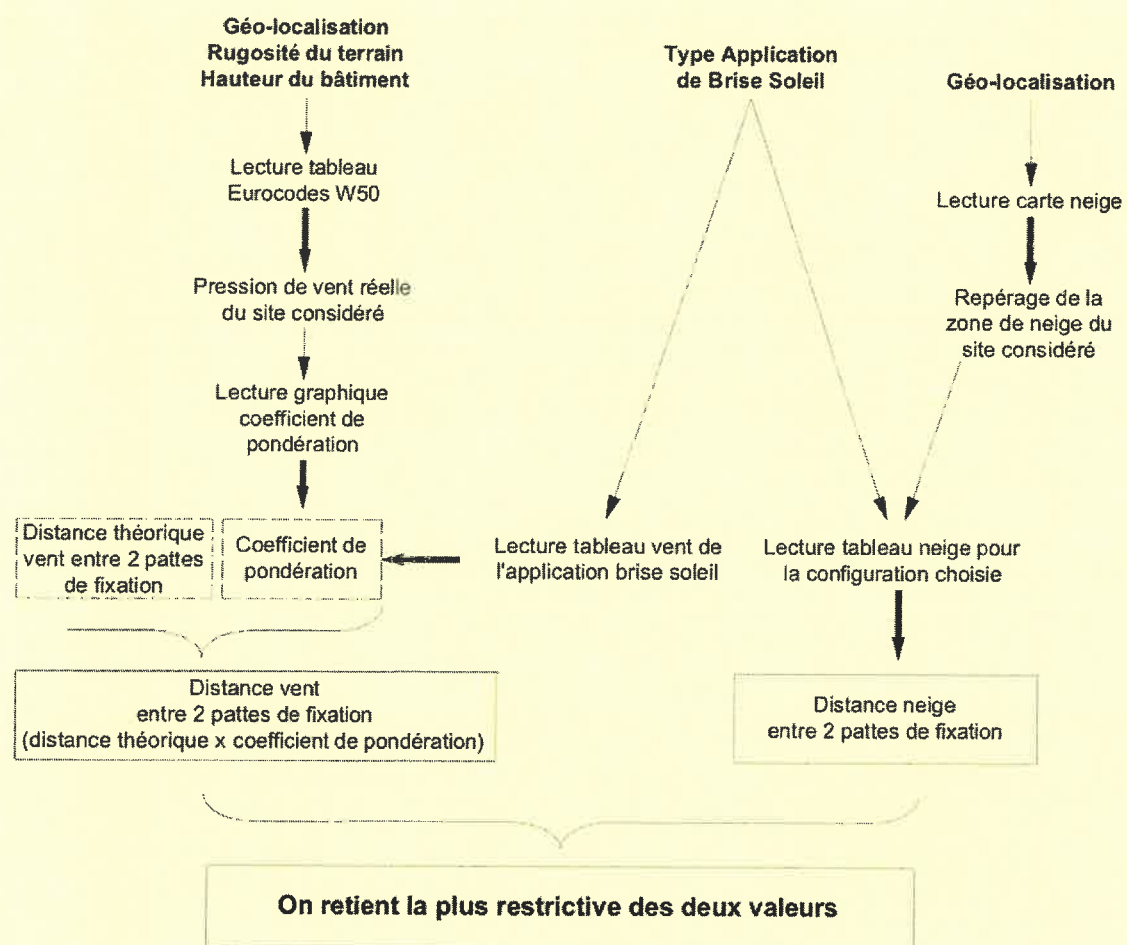 Géo-localisation
Rugosité du terrain
Hauteur du bâtiment
Type Application
de Brise Soleil
Géo-localisation
Lecture tableau
Eurocodes W50
Lecture carte neige
Pression de vent réelle
du site considéré
Repérage de la
zone de neige du
site considéré
Lecture graphique
coefficient de
pondération
Distance théorique
vent entre 2 pattes
de fixation
Coefficient de
pondération
Lecture tableau vent de
l'application brise soleil
Lecture tableau neige pour
la configuration choisie
Distance vent
entre 2 pattes de fixation
(distance théorique x coefficient de pondération)
Distance neige
entre 2 pattes de fixation
On retient la plus restrictive des deux valeurs